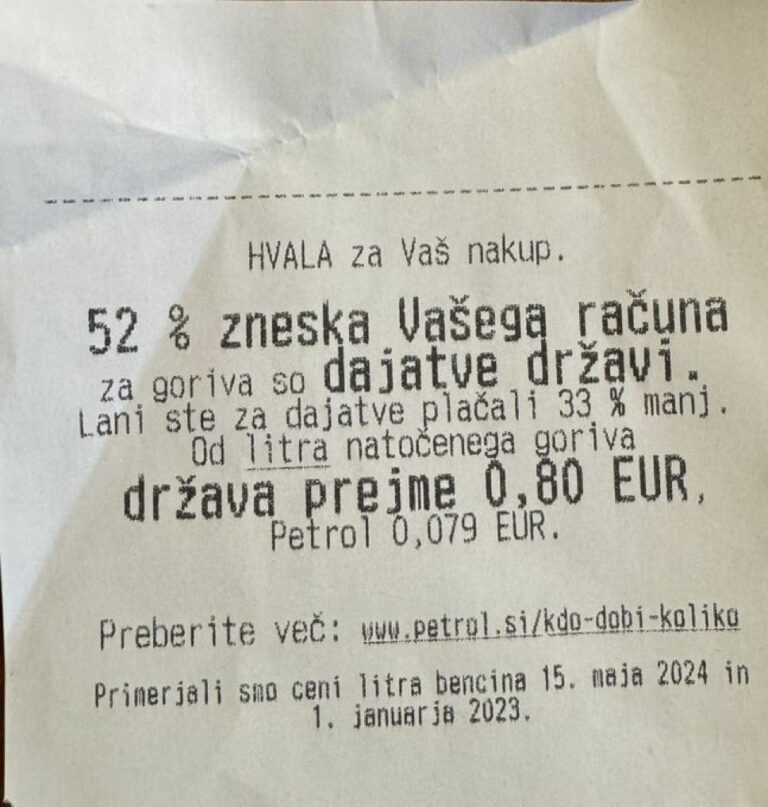 HVALA za Vaš nakup.
52 % zneska Vašega računa
za goriva so dajatve državi.
Lani ste za dajatve plačali 33 % manj.
Od litra natočenega goriva
država prejme 0,80 EUR,
Petrol 0,079 EUR.
Preberite več: www.petrol.si/kdo-dobi-koliko
Primerjali smo ceni litra bencina 15. maja 2024 in
1. januarja 2023.